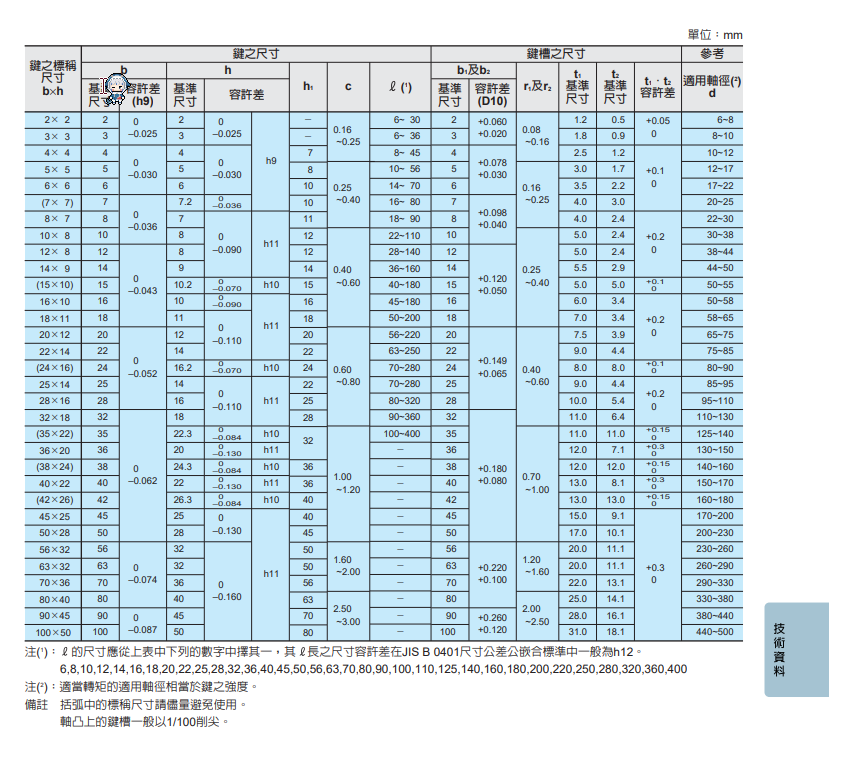 單位：mm
鍵之標稱尺寸 b×h 鍵之尺寸 鍵槽之尺寸 參考
b h h₁ c ℓ (¹) b₁及b₂ r₁及r₂ t₁基準尺寸 t₂基準尺寸 t₁・t₂容許差 適用軸徑(²) d
容許差(h9) 基準尺寸 容許差 基準尺寸 容許差(D10)
2× 2 2 0 –0.025 2 0 –0.025 h9 – 0.16 ~0.25 6~ 30 2 +0.060 +0.020 0.08 ~0.16 1.2 0.5 +0.05 0 6~8
3× 3 3 3 – 6~ 36 3 1.8 0.9 8~10
4× 4 4 0 –0.030 4 0 –0.030 7 8~ 45 4 +0.078 +0.030 2.5 1.2 +0.1 0 10~12
5× 5 5 5 8 0.25 ~0.40 10~ 56 5 0.16 ~0.25 3.0 1.7 12~17
6× 6 6 6 10 14~ 70 6 3.5 2.2 17~22
(7× 7) 7 0 –0.036 7.2 0 –0.036 10 16~ 80 7 +0.098 +0.040 4.0 3.0 20~25
8× 7 8 7 0 –0.090 h11 11 18~ 90 8 4.0 2.4 +0.2 0 22~30
10× 8 10 8 12 0.40 ~0.60 22~110 10 0.25 ~0.40 5.0 2.4 30~38
12× 8 12 0 –0.043 8 12 28~140 12 +0.120 +0.050 5.0 2.4 38~44
14× 9 14 9 14 36~160 14 5.5 2.9 44~50
(15×10) 15 10.2 0 –0.070 h10 15 40~180 15 5.0 5.0 +0.1 0 50~55
16×10 16 10 0 –0.090 h11 16 45~180 16 6.0 3.4 +0.2 0 50~58
18×11 18 11 0 –0.110 18 50~200 18 7.0 3.4 58~65
20×12 20 0 –0.052 12 20 0.60 ~0.80 56~220 20 +0.149 +0.065 0.40 ~0.60 7.5 3.9 65~75
22×14 22 14 22 63~250 22 9.0 4.4 75~85
(24×16) 24 16.2 0 –0.070 h10 24 70~280 24 8.0 8.0 +0.1 0 80~90
25×14 25 14 0 –0.110 h11 22 70~280 25 9.0 4.4 +0.2 0 85~95
28×16 28 16 25 80~320 28 10.0 5.4 95~110
32×18 32 0 –0.062 18 28 90~360 32 +0.180 +0.080 11.0 6.4 110~130
(35×22) 35 22.3 0 –0.084 h10 32 1.00 ~1.20 100~400 35 0.70 ~1.00 11.0 11.0 +0.15 0 125~140
36×20 36 20 0 –0.130 h11 – 36 12.0 7.1 +0.3 0 130~150
(38×24) 38 24.3 0 –0.084 h10 36 – 38 12.0 12.0 +0.15 0 140~160
40×22 40 22 0 –0.130 h11 36 – 40 13.0 8.1 +0.3 0 150~170
(42×26) 42 26.3 0 –0.084 h10 40 – 42 13.0 13.0 +0.15 0 160~180
45×25 45 25 0 –0.130 h11 40 – 45 15.0 9.1 +0.3 0 170~200
50×28 50 28 45 – 50 17.0 10.1 200~230
56×32 56 0 –0.074 32 0 –0.160 50 1.60 ~2.00 – 56 +0.220 +0.100 1.20 ~1.60 20.0 11.1 230~260
63×32 63 32 50 – 63 20.0 11.1 260~290
70×36 70 36 56 – 70 22.0 13.1 290~330
80×40 80 40 63 2.50 ~3.00 – 80 2.00 ~2.50 25.0 14.1 330~380
90×45 90 0 –0.087 45 70 – 90 +0.260 +0.120 28.0 16.1 380~440
100×50 100 50 80 – 100 31.0 18.1 440~500
注(¹)：ℓ 的尺寸應從上表中下列的數字中擇其一，其 ℓ 長之尺寸容許差在JIS B 0401尺寸公差公嵌合標準中一般為h12。
6,8,10,12,14,16,18,20,22,25,28,32,36,40,45,50,56,63,70,80,90,100,110,125,140,160,180,200,220,250,280,320,360,400
注(²)：適當轉矩的適用軸徑相當於鍵之強度。
備註 括弧中的標稱尺寸請儘量避免使用。
軸凸上的鍵槽一般以1/100削尖。
技術資料